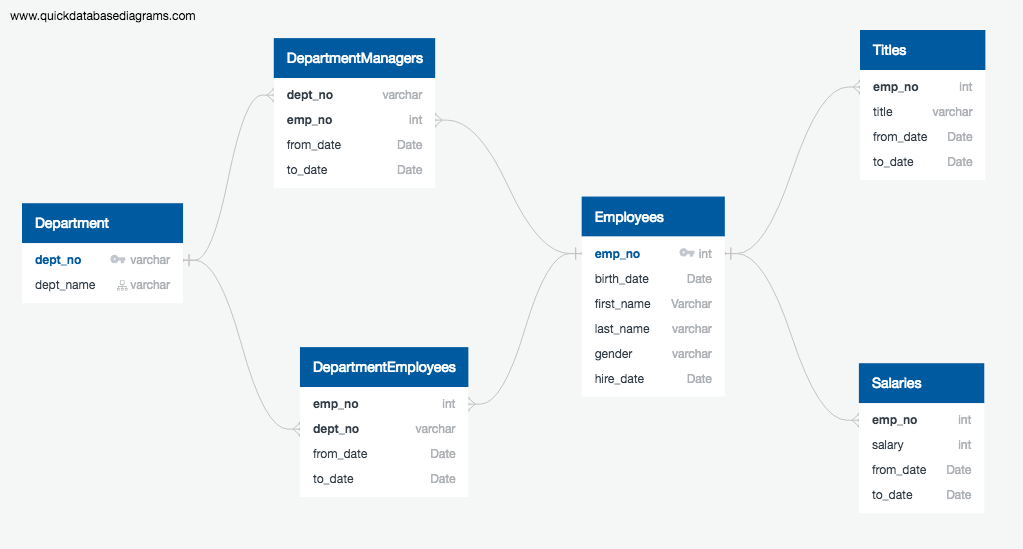 www.quickdatabasediagrams.com
DepartmentManagers
dept_no varchar
emp_no int
from_date Date
to_date Date
Titles
emp_no int
title varchar
from_date Date
to_date Date
Department
dept_no varchar
dept_name varchar
Employees
emp_no int
birth_date Date
first_name Varchar
last_name varchar
gender varchar
hire_date Date
DepartmentEmployees
emp_no int
dept_no varchar
from_date Date
to_date Date
Salaries
emp_no int
salary int
from_date Date
to_date Date